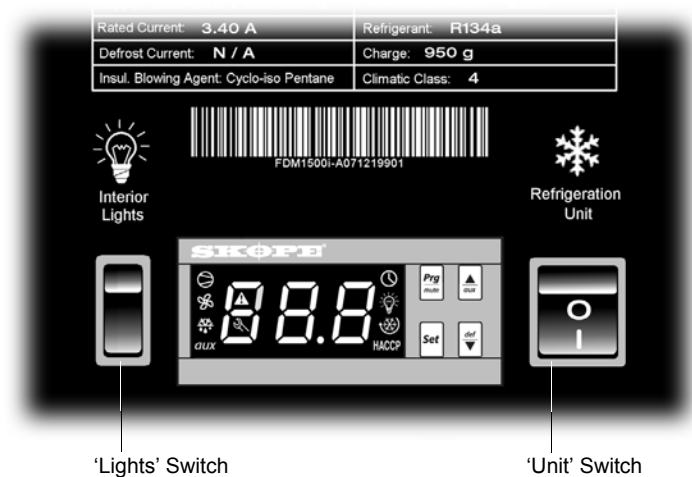 Rated Current: 3.40 A
Refrigerant: R134a
Defrost Current: N / A
Charge: 950 g
Insul. Blowing Agent: Cyclo-iso Pentane
Climatic Class: 4
FDM1500i-A071219901
Interior
Lights
Refrigeration
Unit
SKOPE
88.8
aux
HACCP
Prg
mute
aux
Set
def
O
I
‘Lights’ Switch
‘Unit’ Switch